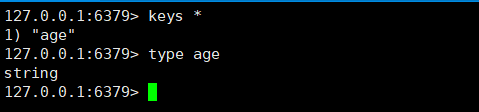 127.0.0.1:6379> keys *
1) "age"
127.0.0.1:6379> type age
string
127.0.0.1:6379>